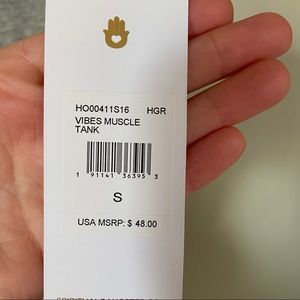 HO00411S16 HGR
VIBES MUSCLE
TANK
1 91141 36395 3
S
USA MSRP: $ 48.00